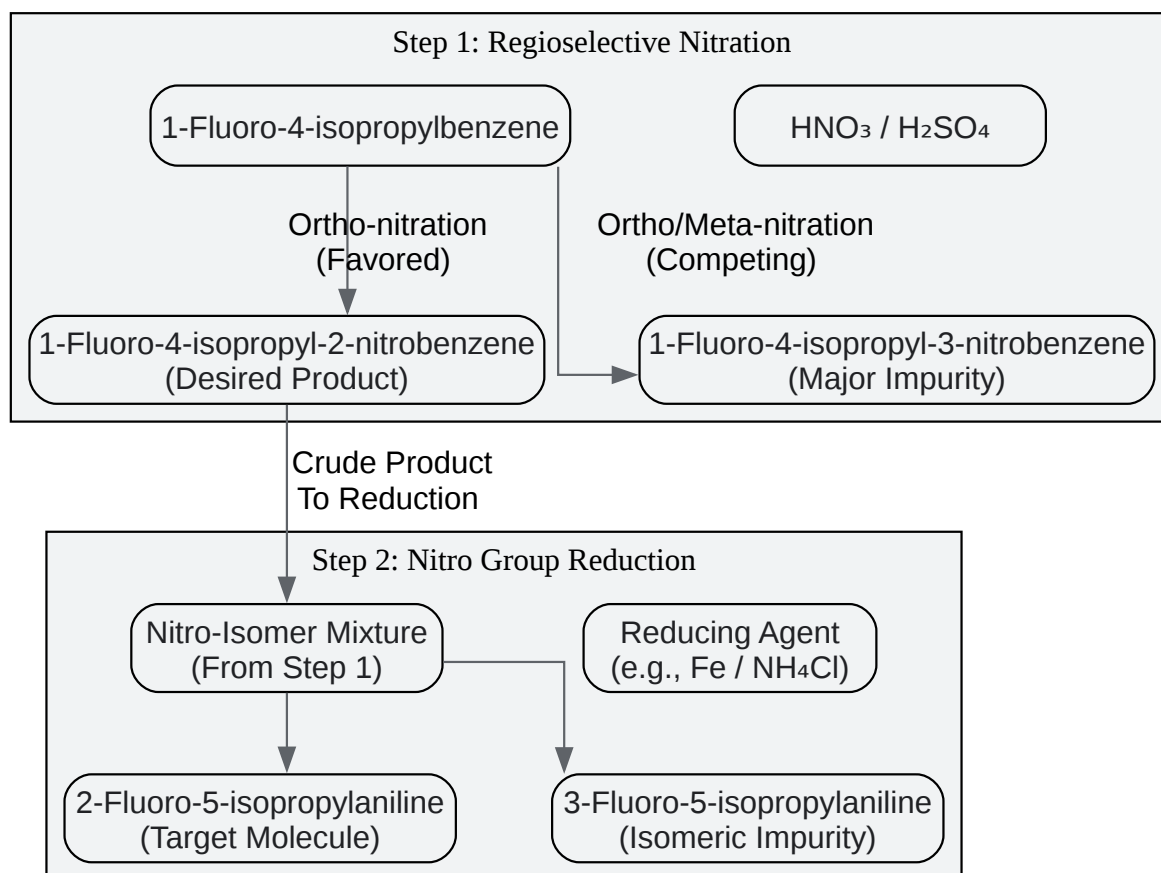 Step 1: Regioselective Nitration
1-Fluoro-4-isopropylbenzene
HNO₃ / H₂SO₄
Ortho-nitration
(Favored)
Ortho/Meta-nitration
(Competing)
1-Fluoro-4-isopropyl-2-nitrobenzene
(Desired Product)
1-Fluoro-4-isopropyl-3-nitrobenzene
(Major Impurity)
Crude Product
To Reduction
Step 2: Nitro Group Reduction
Nitro-Isomer Mixture
(From Step 1)
Reducing Agent
(e.g., Fe / NH₄Cl)
2-Fluoro-5-isopropylaniline
(Target Molecule)
3-Fluoro-5-isopropylaniline
(Isomeric Impurity)